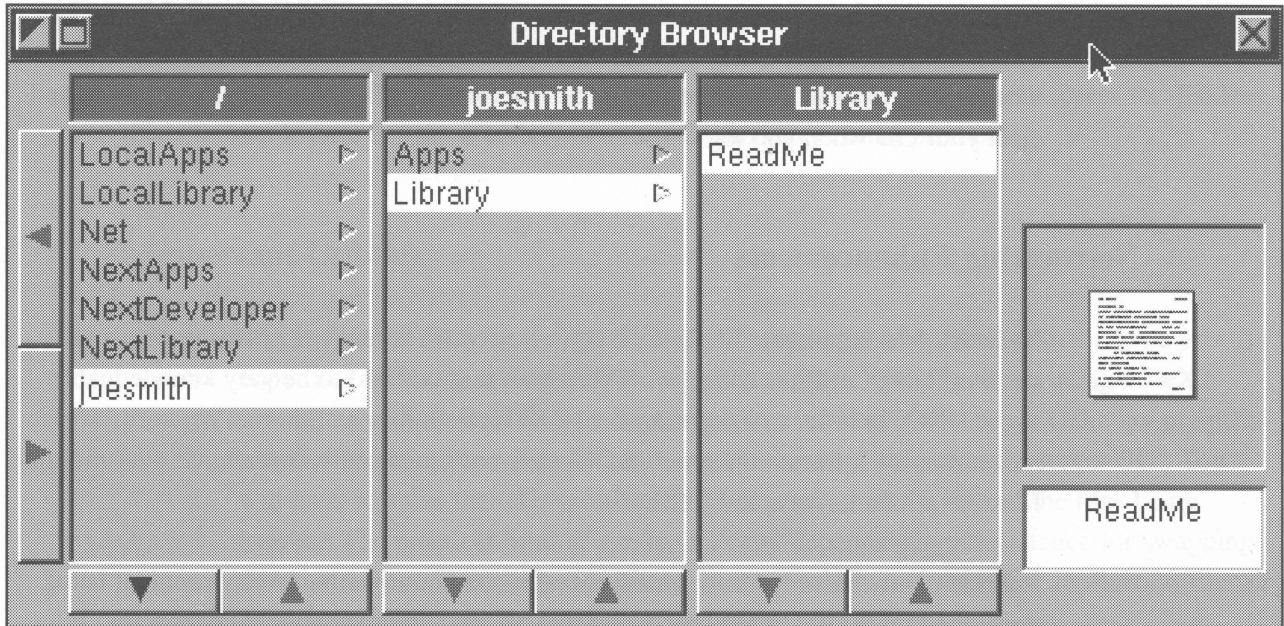 Directory Browser
/
joesmith
Library
LocalApps
LocalLibrary
Net
NextApps
NextDeveloper
NextLibrary
joesmith
Apps
Library
ReadMe
ReadMe